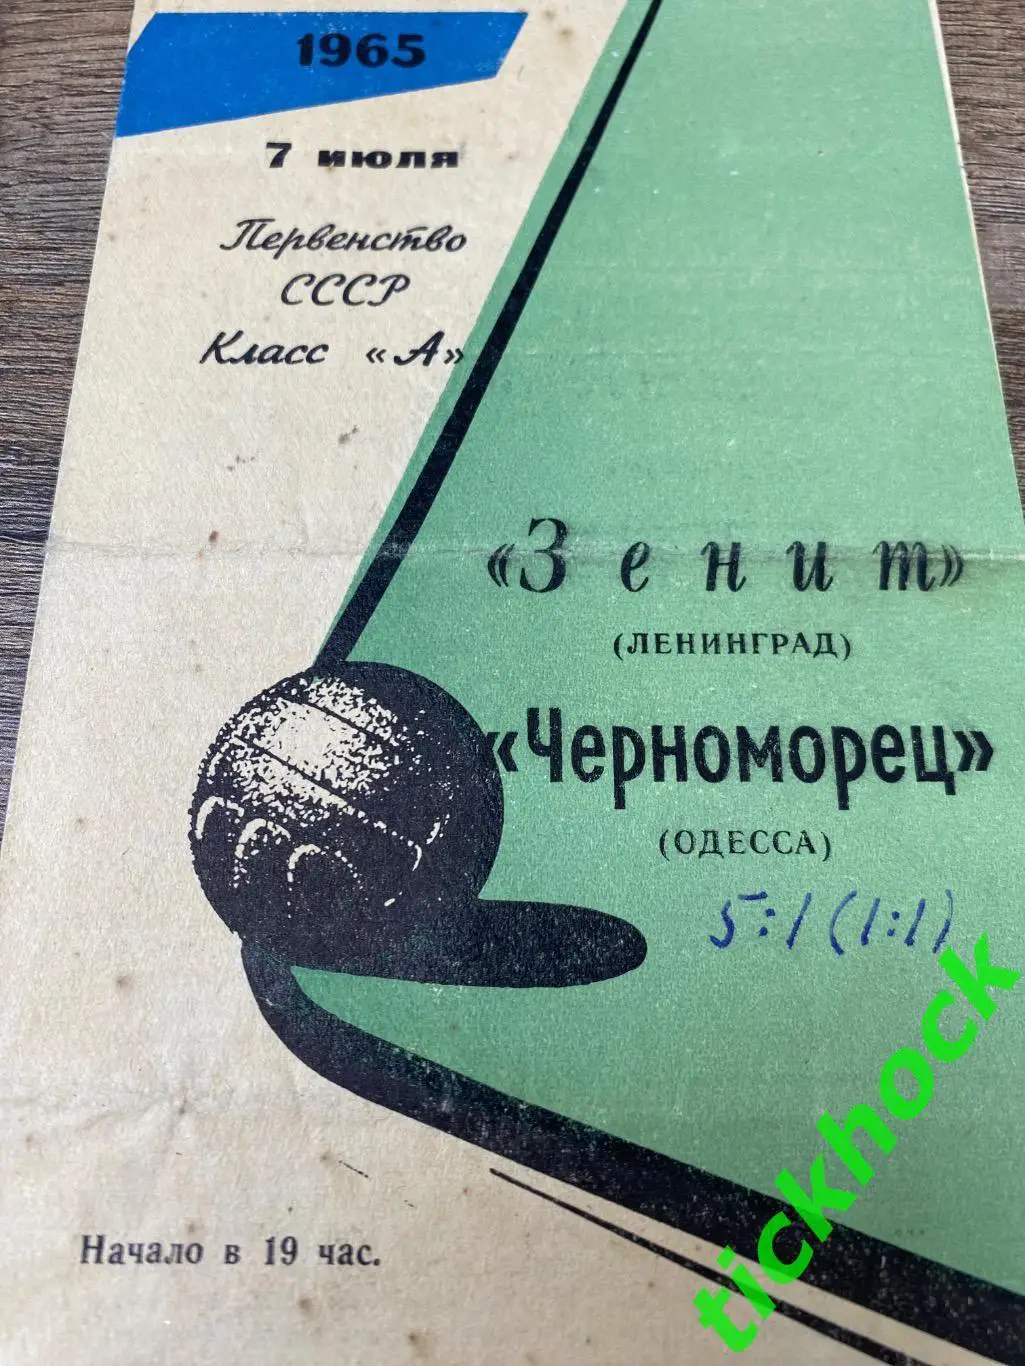 1965
7 июля
Первенство
СССР
Класс «А»
«Зенит»
(ЛЕНИНГРАД)
«Черноморец»
(ОДЕССА)
5:1 (1:1)
Начало в 19 час.
tickhock